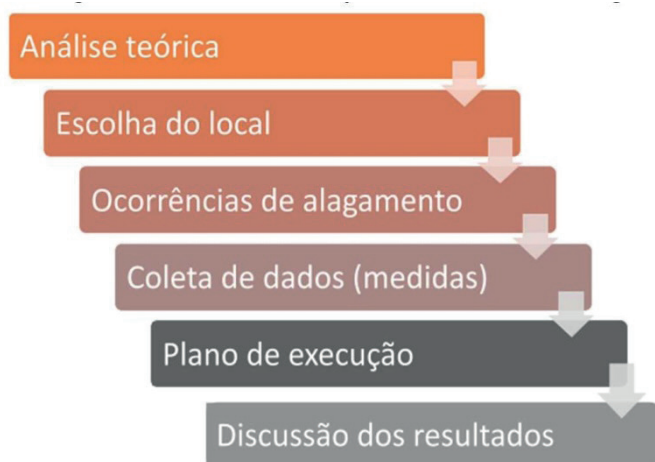 Análise teórica
Escolha do local
Ocorrências de alagamento
Coleta de dados (medidas)
Plano de execução
Discussão dos resultados